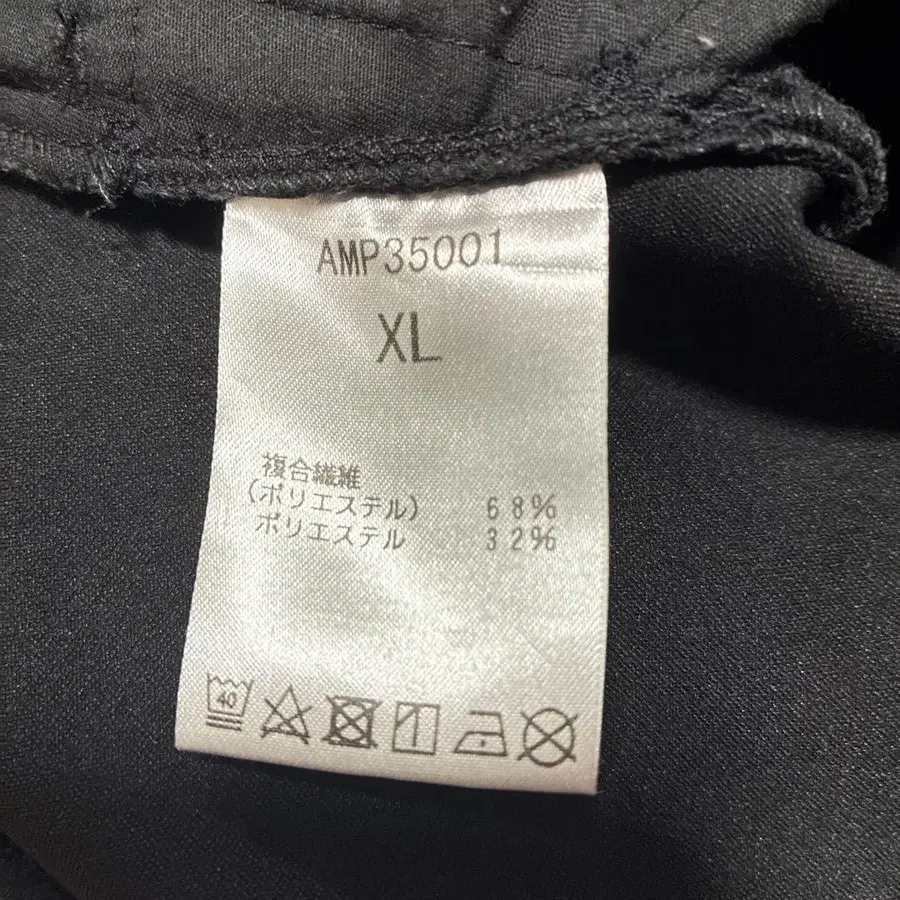 AMP35001
XL
複合繊維
(ポリエステル) 68%
ポリエステル 32%
40